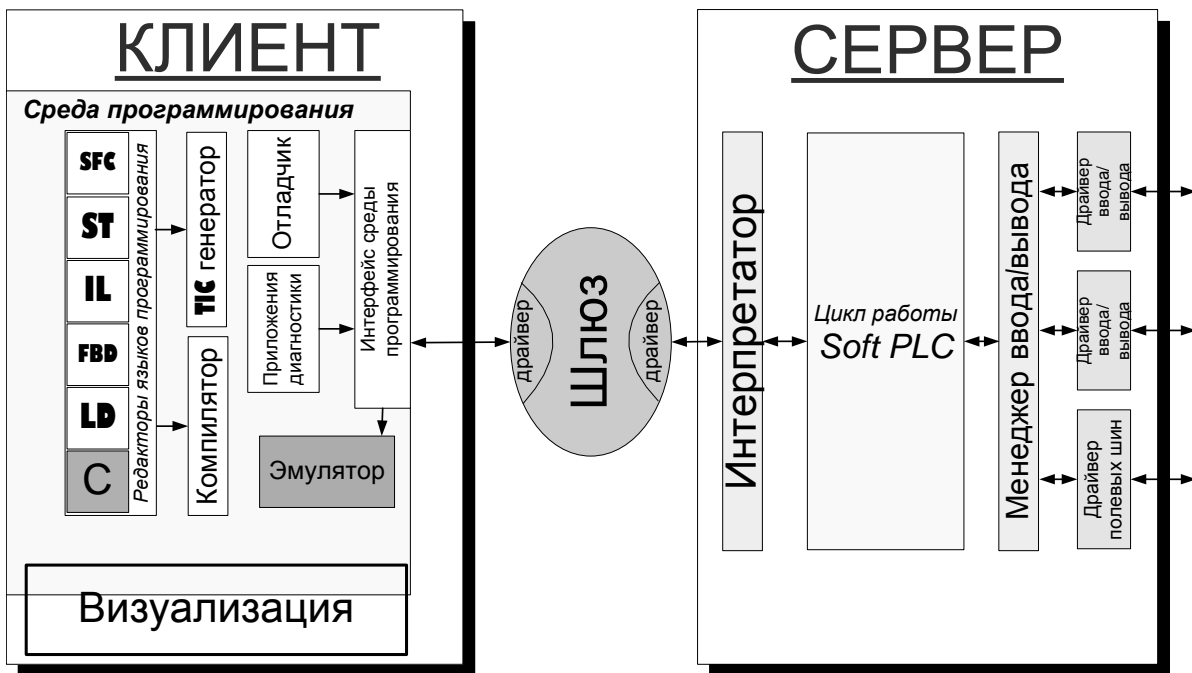 КЛИЕНТ
Среда программирования
SFC
ST
IL
FBD
LD
C
Редакторы языков программирования
TIC генератор
Компилятор
Отладчик
Приложения
диагностики
Интерфейс среды
программирования
Эмулятор
Визуализация
драйвер
Шлюз
драйвер
СЕРВЕР
Интерпретатор
Цикл работы
Soft PLC
Менеджер ввода/вывода
Драйвер
ввода/
вывода
Драйвер
ввода/
вывода
Драйвер
полевых шин